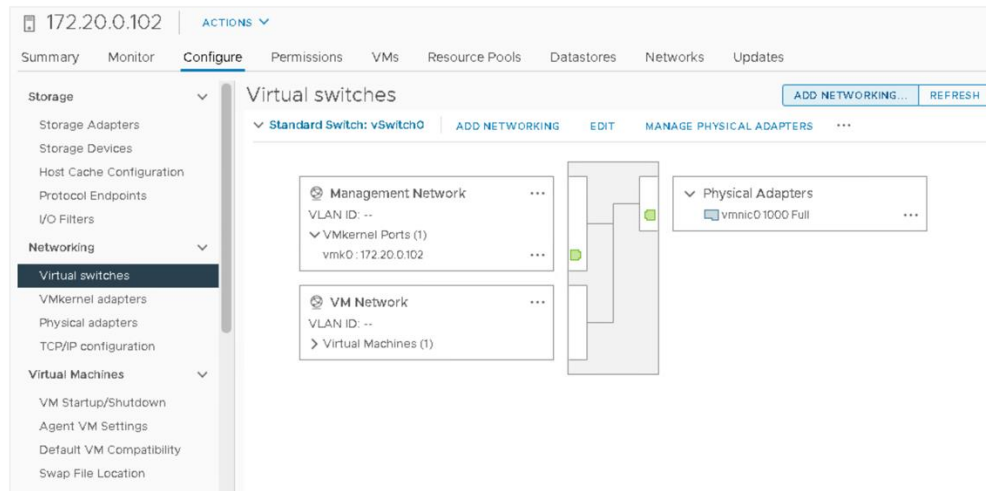 172.20.0.102 ACTIONS
Summary Monitor Configure Permissions VMs Resource Pools Datastores Networks Updates
Storage
Storage Adapters
Storage Devices
Host Cache Configuration
Protocol Endpoints
I/O Filters
Networking
Virtual switches
VMkernel adapters
Physical adapters
TCP/IP configuration
Virtual Machines
VM Startup/Shutdown
Agent VM Settings
Default VM Compatibility
Swap File Location
Virtual switches
ADD NETWORKING... REFRESH
Standard Switch: vSwitch0 ADD NETWORKING EDIT MANAGE PHYSICAL ADAPTERS ...
Management Network ...
VLAN ID: --
VMkernel Ports (1)
vmk0 : 172.20.0.102 ...
VM Network ...
VLAN ID: --
Virtual Machines (1)
Physical Adapters
vmnic0 1000 Full ...